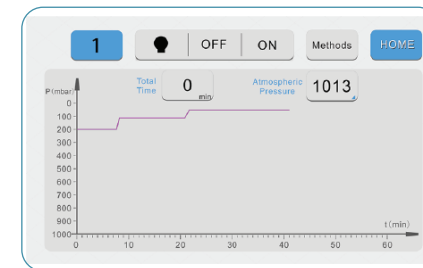 1
OFF
ON
Methods
HOME
Total Time
0
min
Atmospheric Pressure
1013
P(mbar)
0
100
200
300
400
500
600
700
800
900
1000
t(min)
0
10
20
30
40
50
60